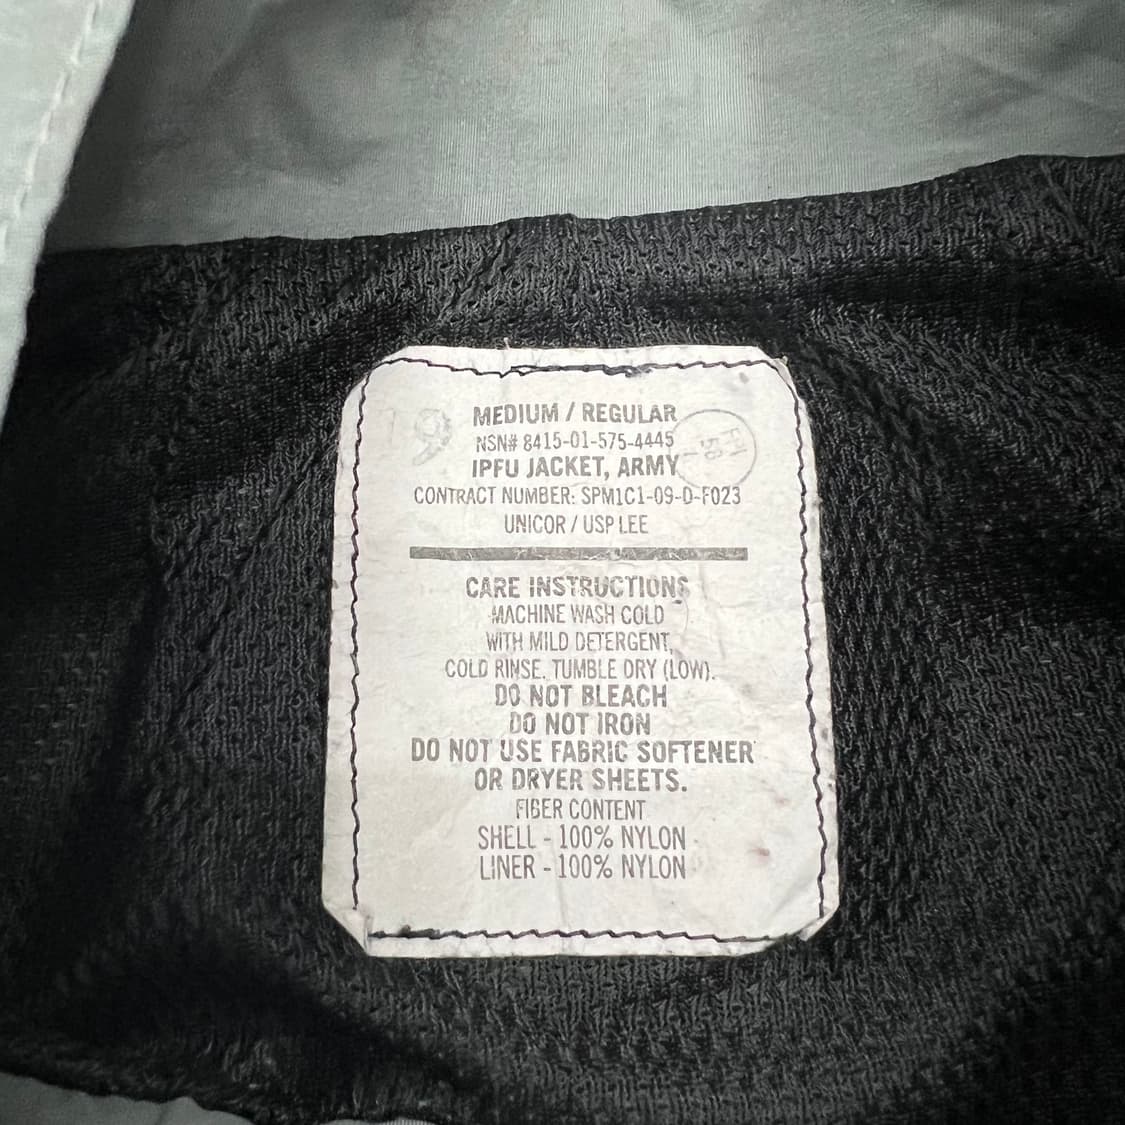 19
MEDIUM / REGULAR
NSN# 8415-01-575-4445
IPFU JACKET, ARMY
CONTRACT NUMBER: SPM1C1-09-D-F023
UNICOR / USP LEE
CARE INSTRUCTIONS
MACHINE WASH COLD
WITH MILD DETERGENT,
COLD RINSE. TUMBLE DRY (LOW).
DO NOT BLEACH
DO NOT IRON
DO NOT USE FABRIC SOFTENER
OR DRYER SHEETS.
FIBER CONTENT
SHELL - 100% NYLON
LINER - 100% NYLON